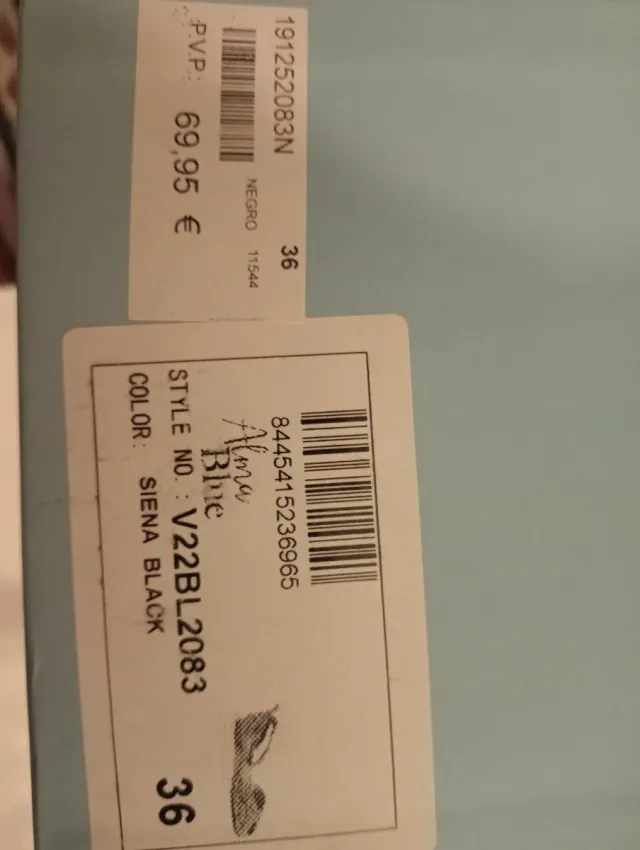 191252083N 36
NEGRO 11544
P.V.P.: 69,95 €
8445415236965
Alma
Blue
STYLE NO.: V22BL2083
COLOR: SIENA BLACK
36